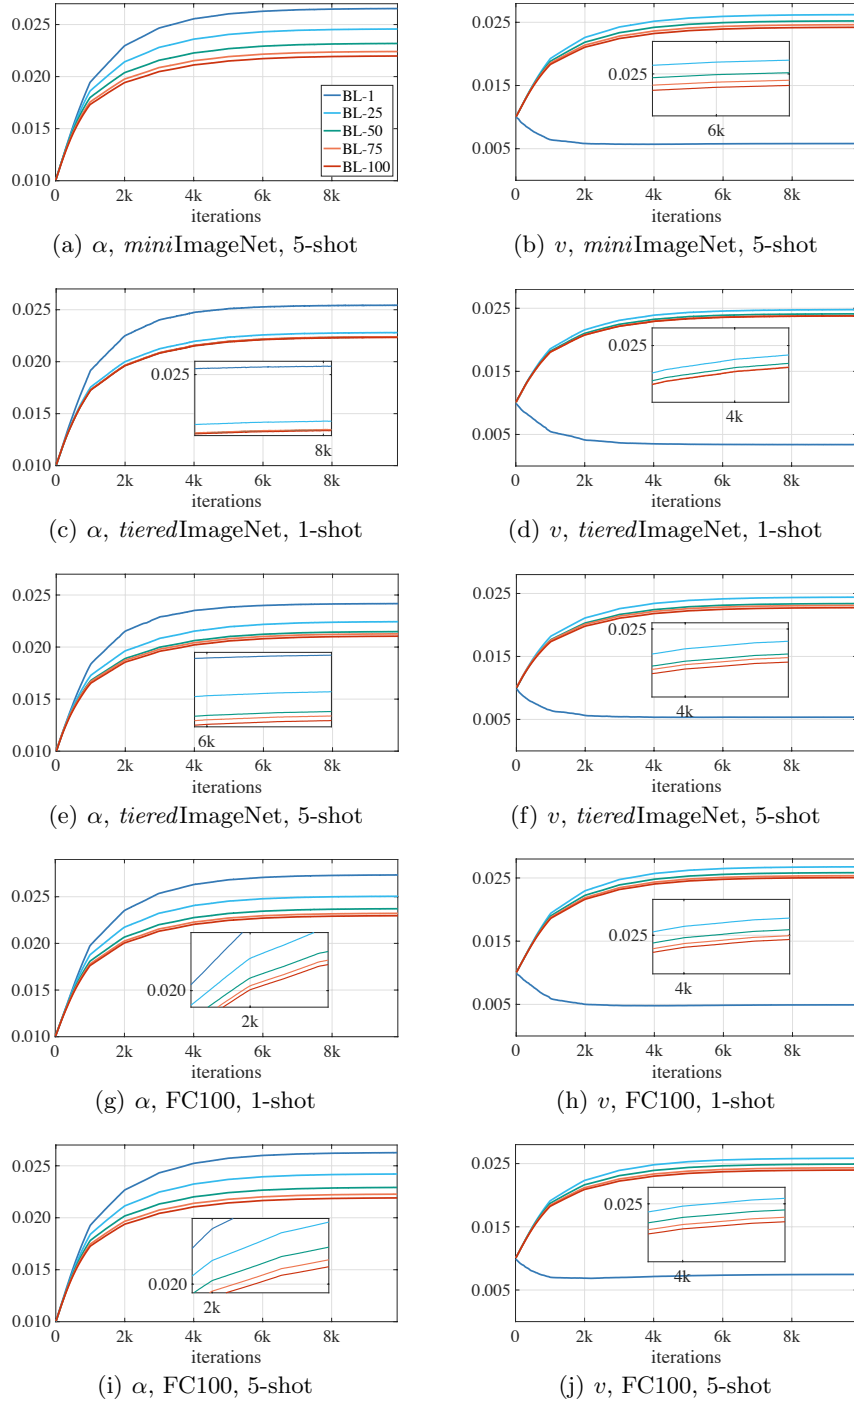 0.025
0.020
0.015
0.010
BL-1
BL-25
BL-50
BL-75
BL-100
0 2k 4k 6k 8k
iterations
(a) α, miniImageNet, 5-shot
0.025
0.015
0.005
0.025
6k
0 2k 4k 6k 8k
iterations
(b) v, miniImageNet, 5-shot
0.025
0.020
0.015
0.010
0.025
8k
0 2k 4k 6k 8k
iterations
(c) α, tieredImageNet, 1-shot
0.025
0.015
0.005
0.025
4k
0 2k 4k 6k 8k
iterations
(d) v, tieredImageNet, 1-shot
0.025
0.020
0.015
0.010
6k
0 2k 4k 6k 8k
iterations
(e) α, tieredImageNet, 5-shot
0.025
0.015
0.005
0.025
4k
0 2k 4k 6k 8k
iterations
(f) v, tieredImageNet, 5-shot
0.025
0.020
0.015
0.010
0.020
2k
0 2k 4k 6k 8k
iterations
(g) α, FC100, 1-shot
0.025
0.015
0.005
0.025
4k
0 2k 4k 6k 8k
iterations
(h) v, FC100, 1-shot
0.025
0.020
0.015
0.010
0.020
2k
0 2k 4k 6k 8k
iterations
(i) α, FC100, 5-shot
0.025
0.015
0.005
0.025
4k
0 2k 4k 6k 8k
iterations
(j) v, FC100, 5-shot